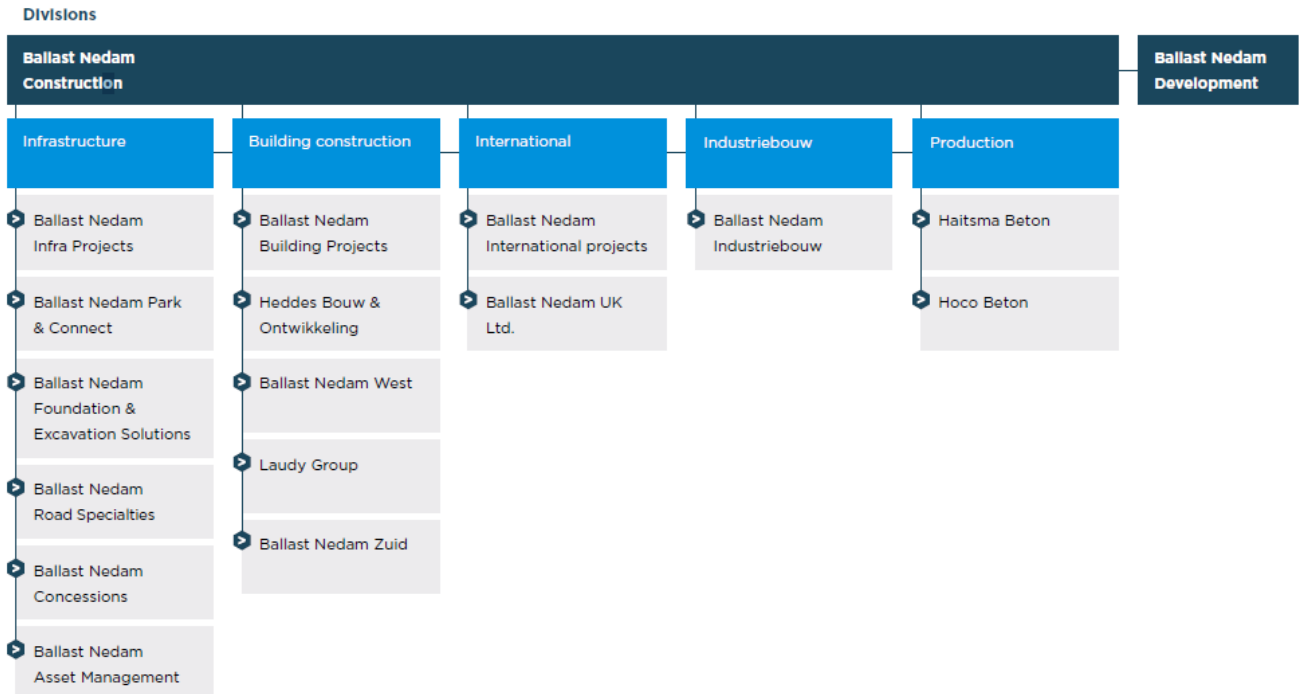 Divisions
Ballast Nedam
Construction
Ballast Nedam
Development
Infrastructure
Ballast Nedam
Infra Projects
Ballast Nedam Park
& Connect
Ballast Nedam
Foundation &
Excavation Solutions
Ballast Nedam
Road Specialties
Ballast Nedam
Concessions
Ballast Nedam
Asset Management
Building construction
Ballast Nedam
Building Projects
Heddes Bouw &
Ontwikkeling
Ballast Nedam West
Laudy Group
Ballast Nedam Zuid
International
Ballast Nedam
International projects
Ballast Nedam UK
Ltd.
Industriebouw
Ballast Nedam
Industriebouw
Production
Haitsma Beton
Hoco Beton